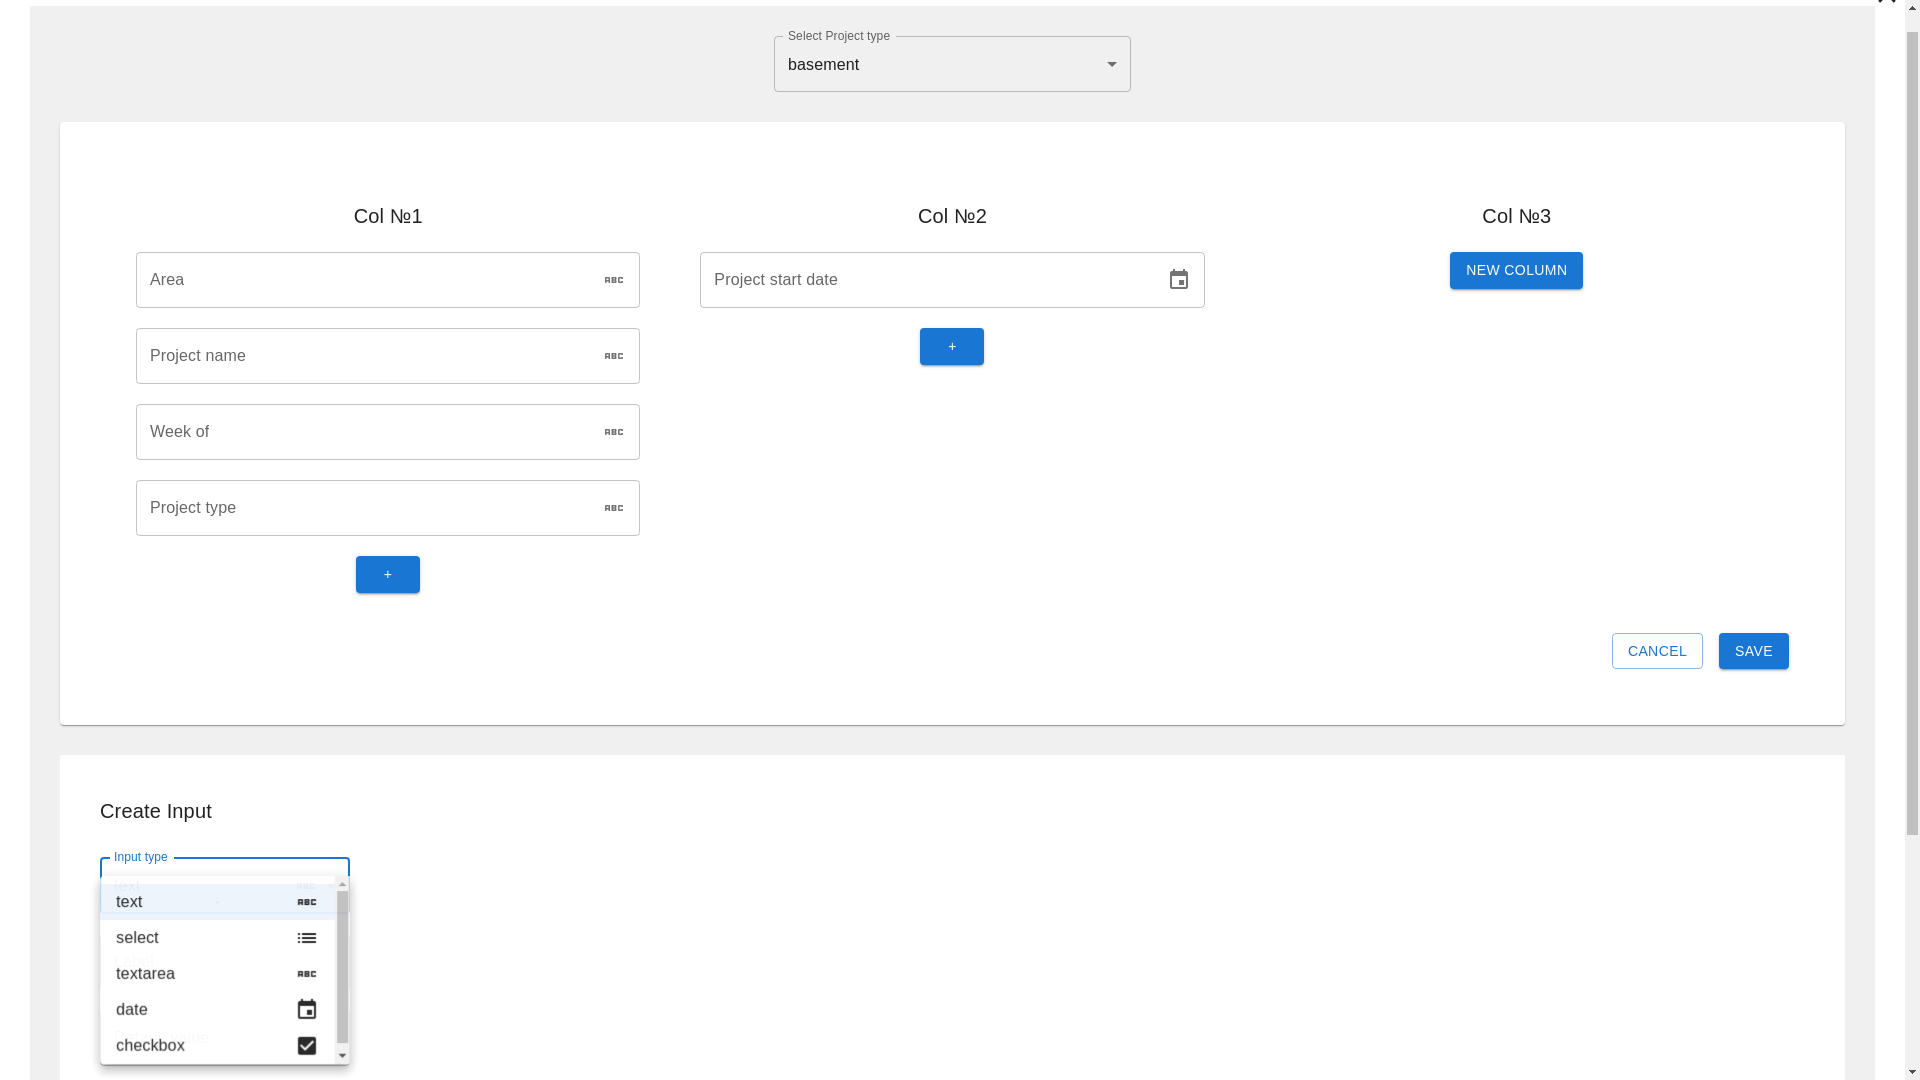 Select Project type
basement
Col №1
Col №2
Col №3
Area
ABC
Project start date
NEW COLUMN
Project name
ABC
+
Week of
ABC
Project type
ABC
+
CANCEL
SAVE
Create Input
Input type
text
ABC
select
textarea
ABC
date
checkbox